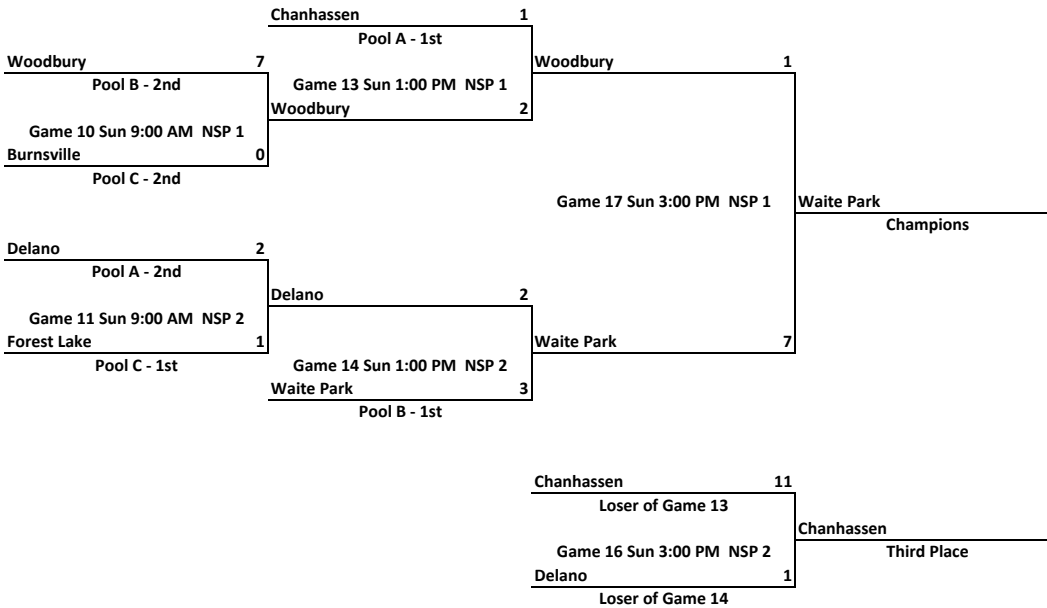 Chanhassen 1
Pool A - 1st
Woodbury 7
Pool B - 2nd
Game 13 Sun 1:00 PM NSP 1
Woodbury 1
Woodbury 2
Game 10 Sun 9:00 AM NSP 1
Burnsville 0
Pool C - 2nd
Game 17 Sun 3:00 PM NSP 1
Waite Park
Champions
Delano 2
Pool A - 2nd
Delano 2
Game 11 Sun 9:00 AM NSP 2
Forest Lake 1
Waite Park 7
Pool C - 1st
Game 14 Sun 1:00 PM NSP 2
Waite Park 3
Pool B - 1st
Chanhassen 11
Loser of Game 13
Chanhassen
Game 16 Sun 3:00 PM NSP 2
Third Place
Delano 1
Loser of Game 14